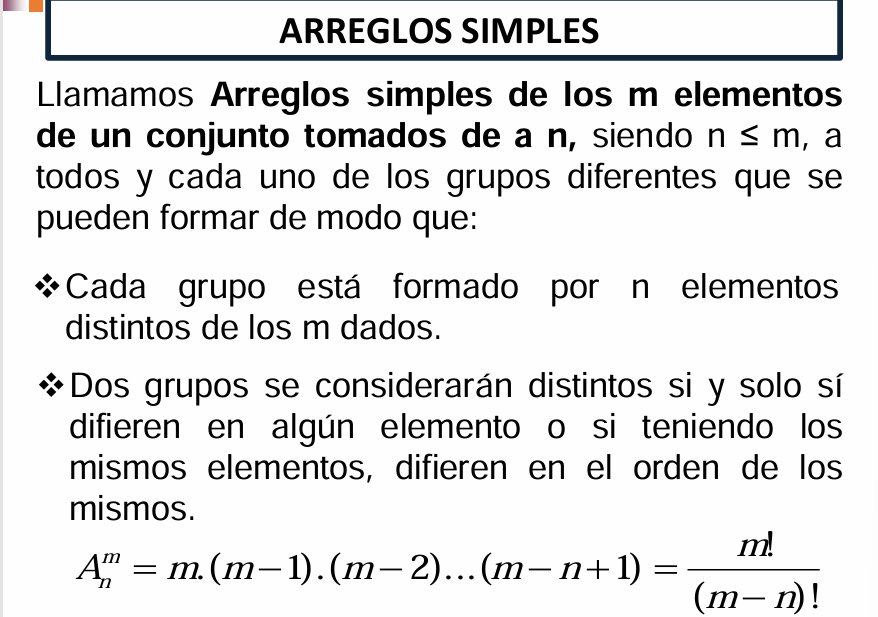 ARREGLOS SIMPLES
Llamamos Arreglos simples de los m elementos
de un conjunto tomados de a n, siendo n ≤ m, a
todos y cada uno de los grupos diferentes que se
pueden formar de modo que:
❖Cada grupo está formado por n elementos
distintos de los m dados.
❖Dos grupos se considerarán distintos si y solo sí
difieren en algún elemento o si teniendo los
mismos elementos, difieren en el orden de los
mismos.
$A_n^m = m.(m-1).(m-2)...(m-n+1) = \frac{m!}{(m-n)!}$